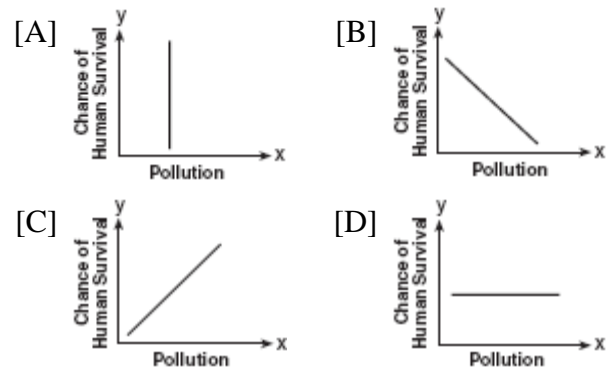 [A]
y
Chance of
Human Survival
x
Pollution
[B]
y
Chance of
Human Survival
x
Pollution
[C]
y
Chance of
Human Survival
x
Pollution
[D]
y
Chance of
Human Survival
x
Pollution